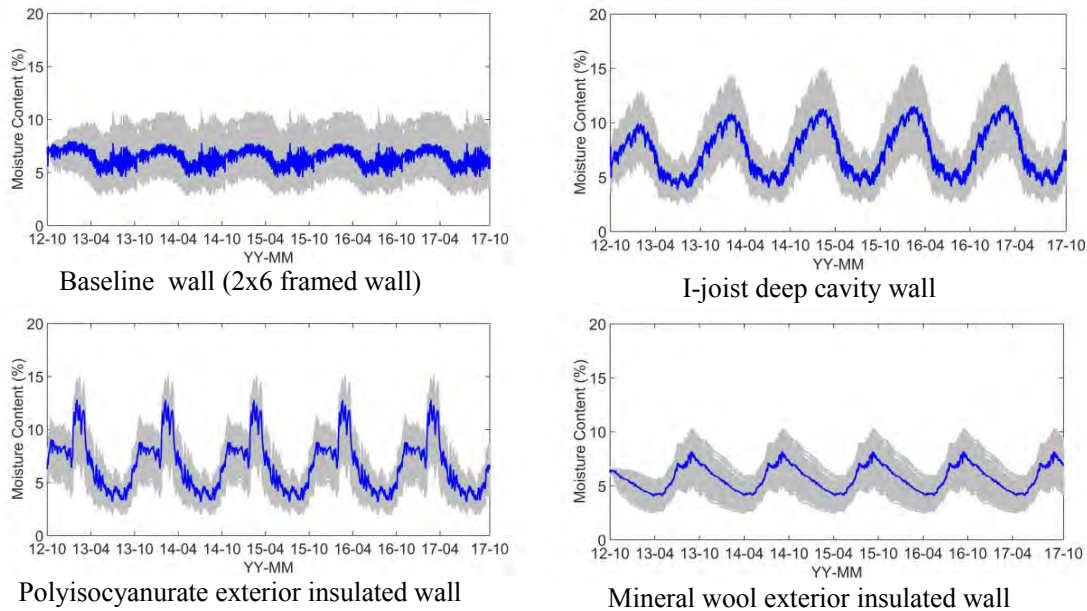 20
15
10
5
0
Moisture Content (%)
12-10 13-04 13-10 14-04 14-10 15-04 15-10 16-04 16-10 17-04 17-10
YY-MM
Baseline wall (2x6 framed wall)
20
15
10
5
0
Moisture Content (%)
12-10 13-04 13-10 14-04 14-10 15-04 15-10 16-04 16-10 17-04 17-10
YY-MM
I-joist deep cavity wall
20
15
10
5
0
Moisture Content (%)
12-10 13-04 13-10 14-04 14-10 15-04 15-10 16-04 16-10 17-04 17-10
YY-MM
Polyisocyanurate exterior insulated wall
20
15
10
5
0
Moisture Content (%)
12-10 13-04 13-10 14-04 14-10 15-04 15-10 16-04 16-10 17-04 17-10
YY-MM
Mineral wool exterior insulated wall